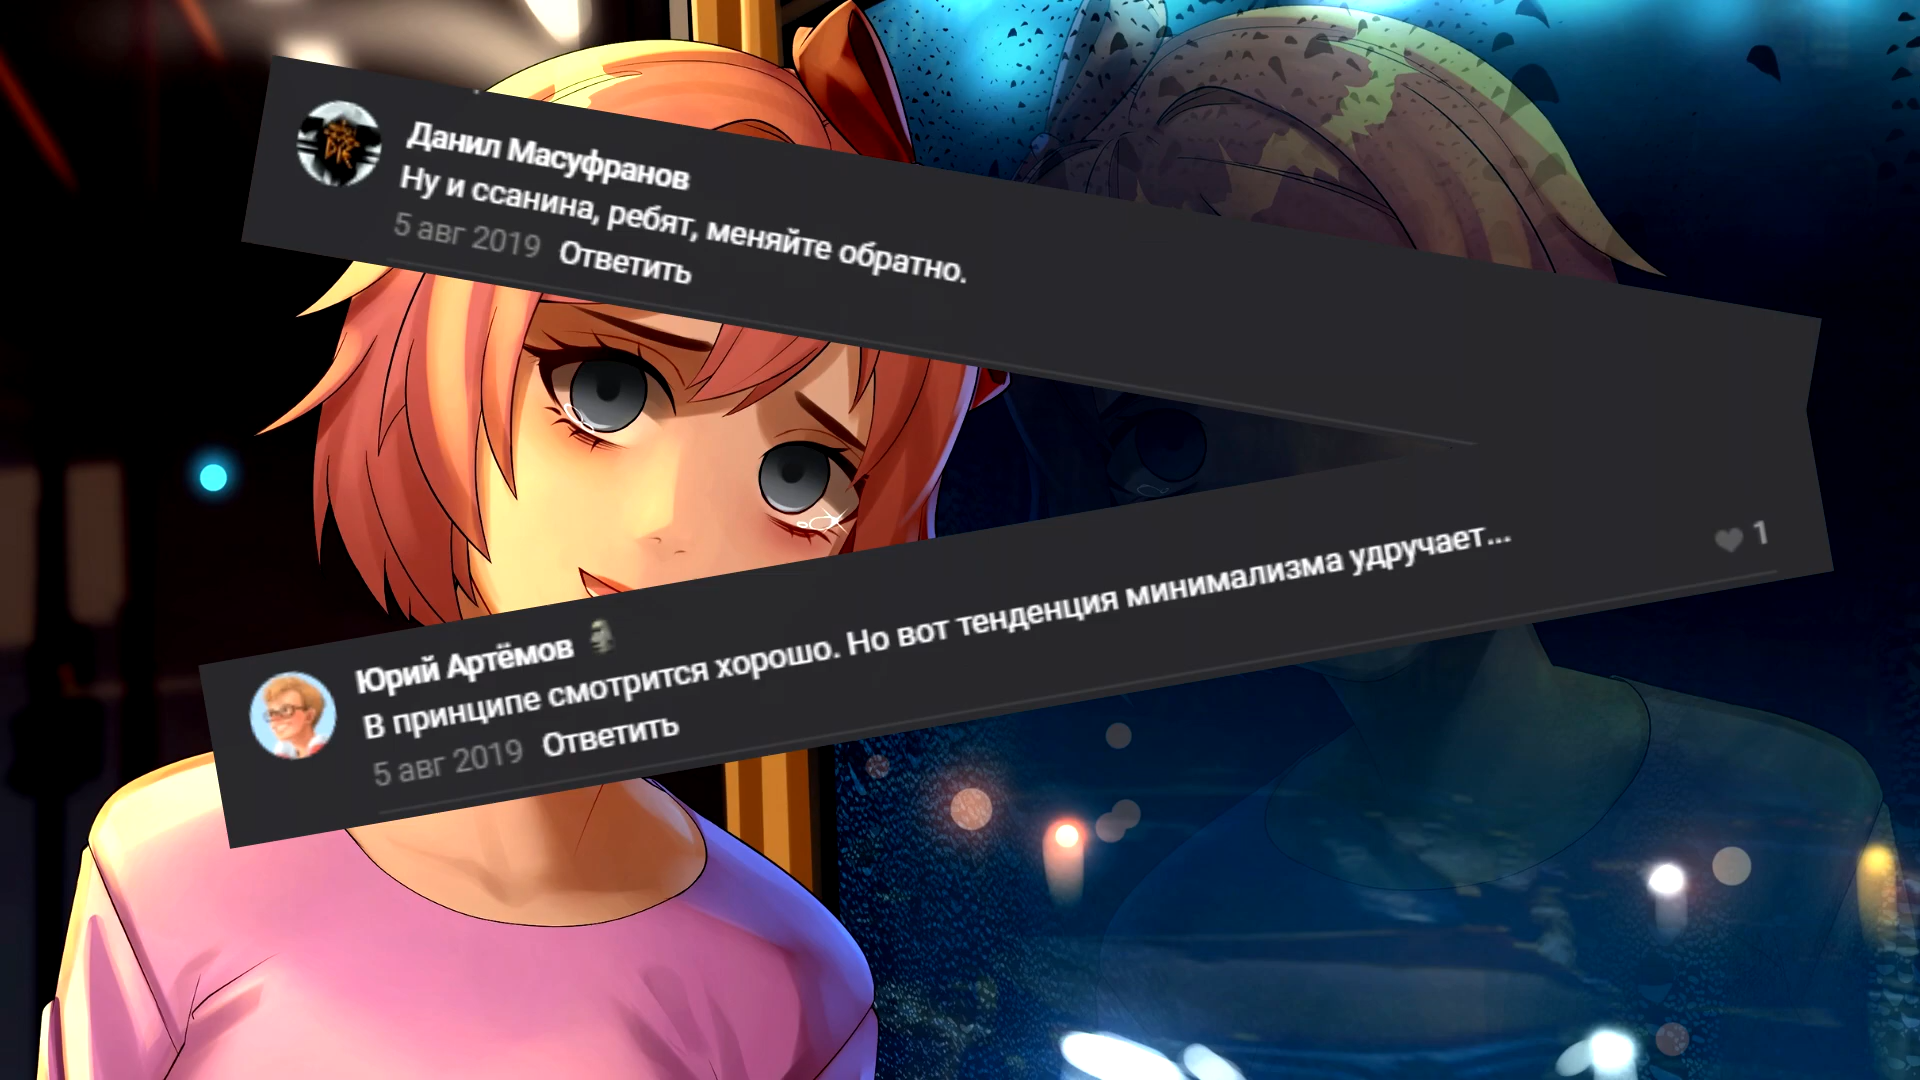 Данил Масуфранов
Ну и ссанина, ребят, меняйте обратно.
5 авг 2019 Ответить
Юрий Артёмов
В принципе смотрится хорошо. Но вот тенденция минимализма удручает...
5 авг 2019 Ответить
1